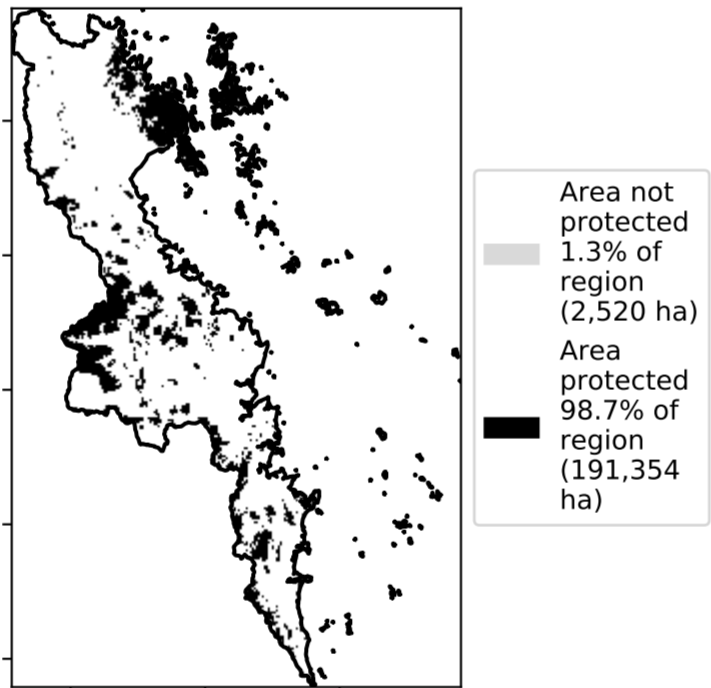 Area not
protected
1.3% of
region
(2,520 ha)
Area
protected
98.7% of
region
(191,354
ha)